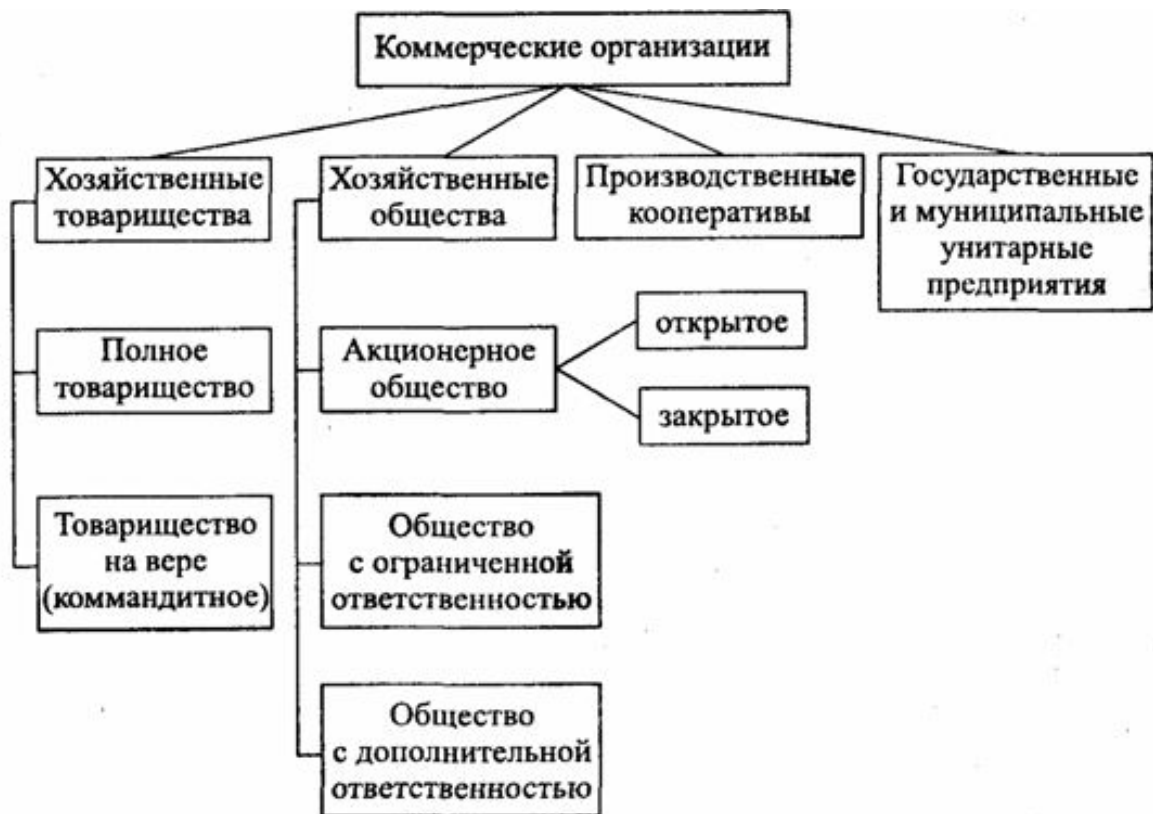 Коммерческие организации
Хозяйственные
товарищества
Хозяйственные
общества
Производственные
кооперативы
Государственные
и муниципальные
унитарные
предприятия
Полное
товарищество
Акционерное
общество
открытое
закрытое
Товарищество
на вере
(коммандитное)
Общество
с ограниченной
ответственностью
Общество
с дополнительной
ответственностью